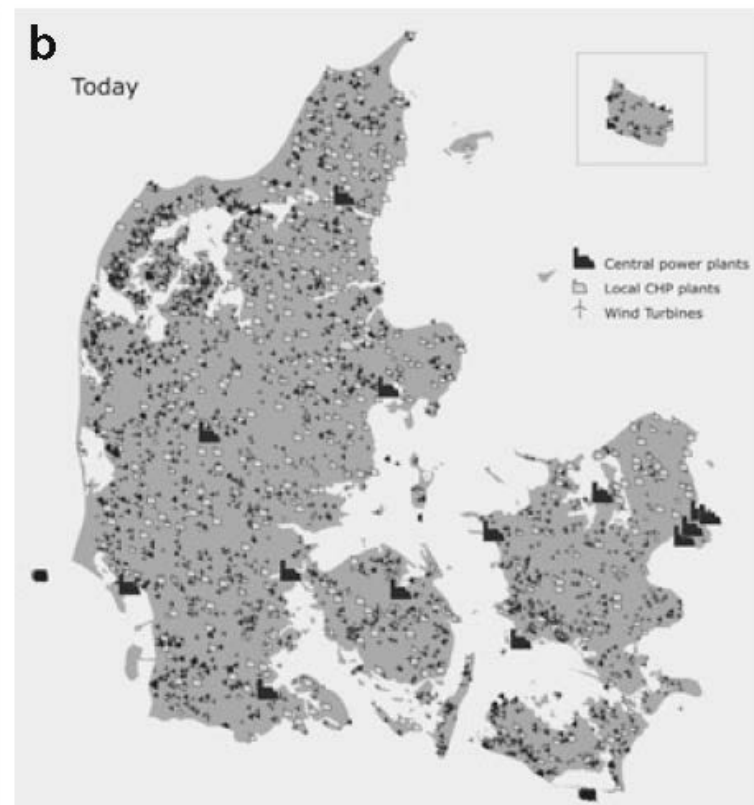 b
Today
Central power plants
Local CHP plants
Wind Turbines